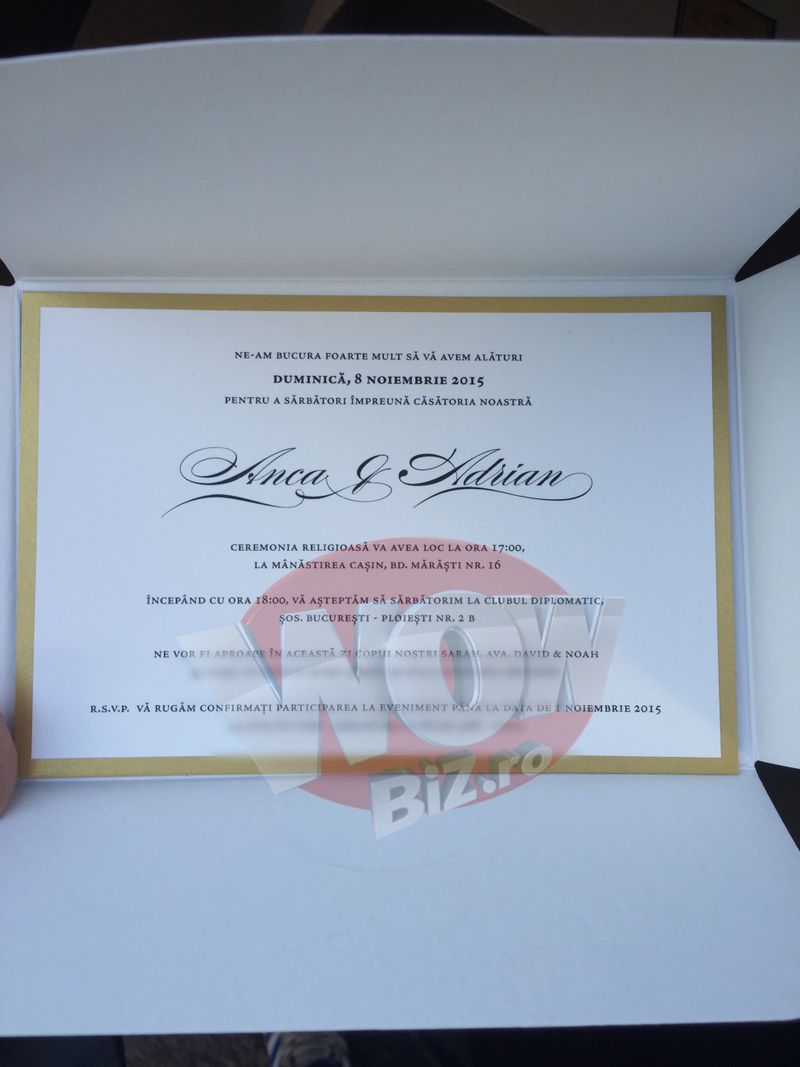 NE-AM BUCURA FOARTE MULT SĂ VĂ AVEM ALĂTURI
DUMINICĂ, 8 NOIEMBRIE 2015
PENTRU A SĂRBĂTORI ÎMPREUNĂ CĂSĂTORIA NOASTRĂ
Anca & Adrian
CEREMONIA RELIGIOASĂ VA AVEA LOC LA ORA 17:00,
LA MÂNĂSTIREA CAȘIN, BD. MĂRĂȘTI NR. 16
ÎNCEPÂND CU ORA 18:00, VĂ AȘTEPTĂM SĂ SĂRBĂTORIM LA CLUBUL DIPLOMATIC,
ȘOS. BUCUREȘTI - PLOIEȘTI NR. 2 B
NE VOR FI APROAPE ÎN ACEASTĂ ZI COPIII NOȘTRI SARAH, AVA, DAVID & NOAH
R.S.V.P. VĂ RUGĂM CONFIRMAȚI PARTICIPAREA LA EVENIMENT PÂNĂ LA DATA DE 1 NOIEMBRIE 2015
WOW
BiZ.ro